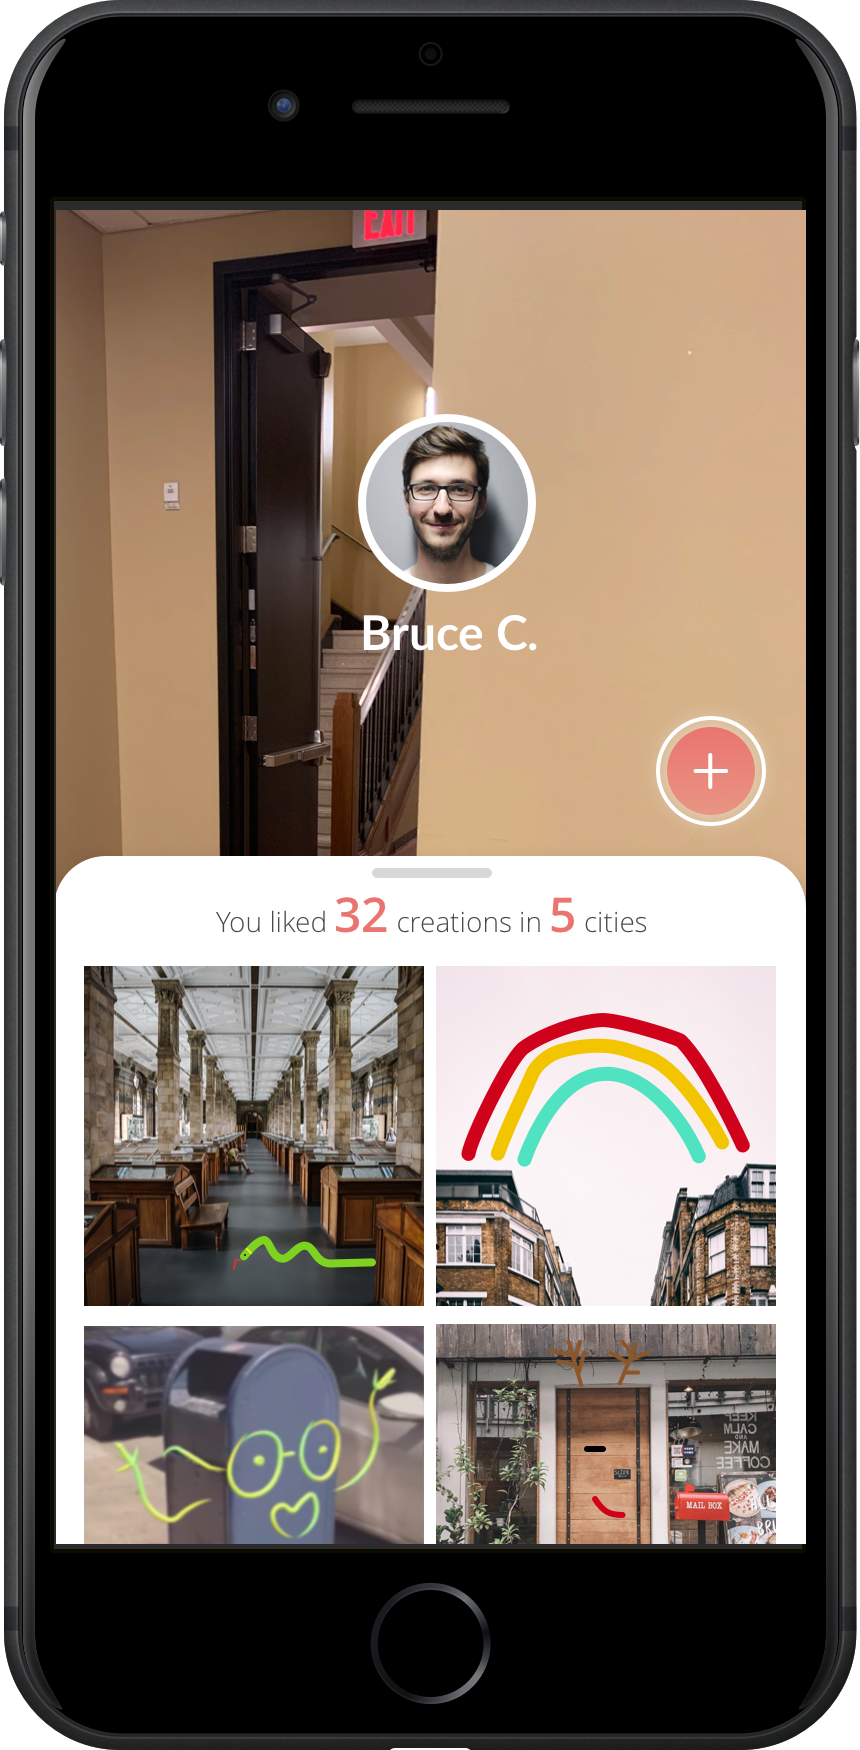 EXIT
Bruce C.
You liked 32 creations in 5 cities
KEEP
CALM
AND
MAKE
COFFEE
MAIL BOX